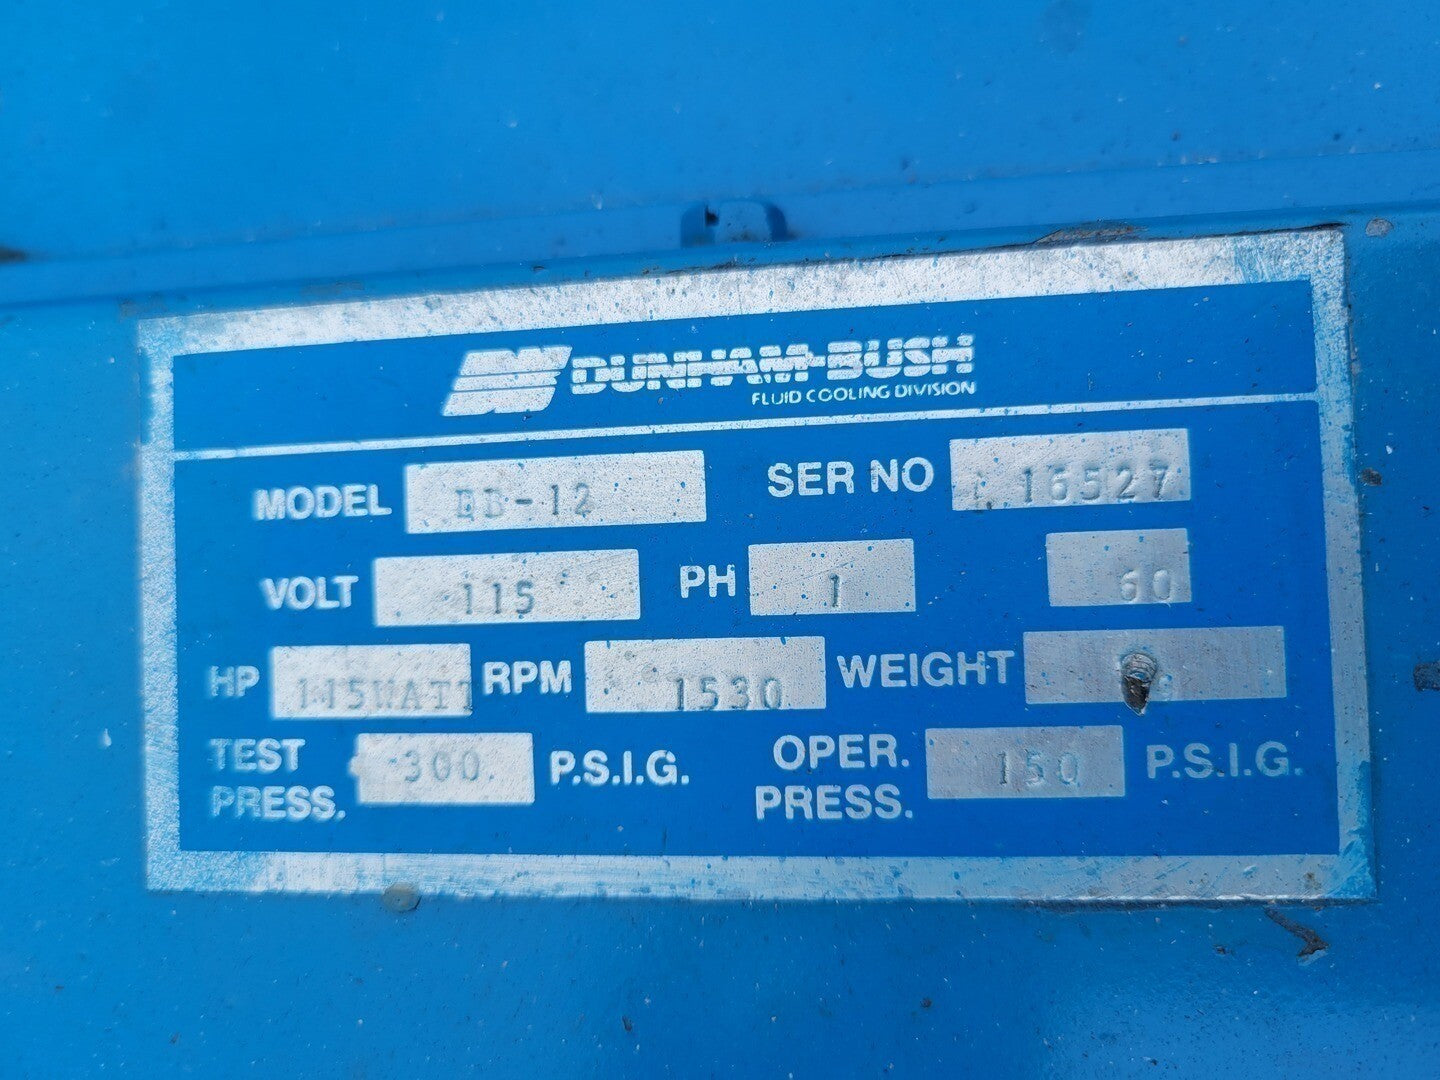 DUNHAM-BUSH
FLUID COOLING DIVISION
MODEL -12 SER NO 16527
VOLT 115 PH 1 60
HP 115WATT RPM 1530 WEIGHT
TEST PRESS. 300 P.S.I.G. OPER. PRESS. 150 P.S.I.G.